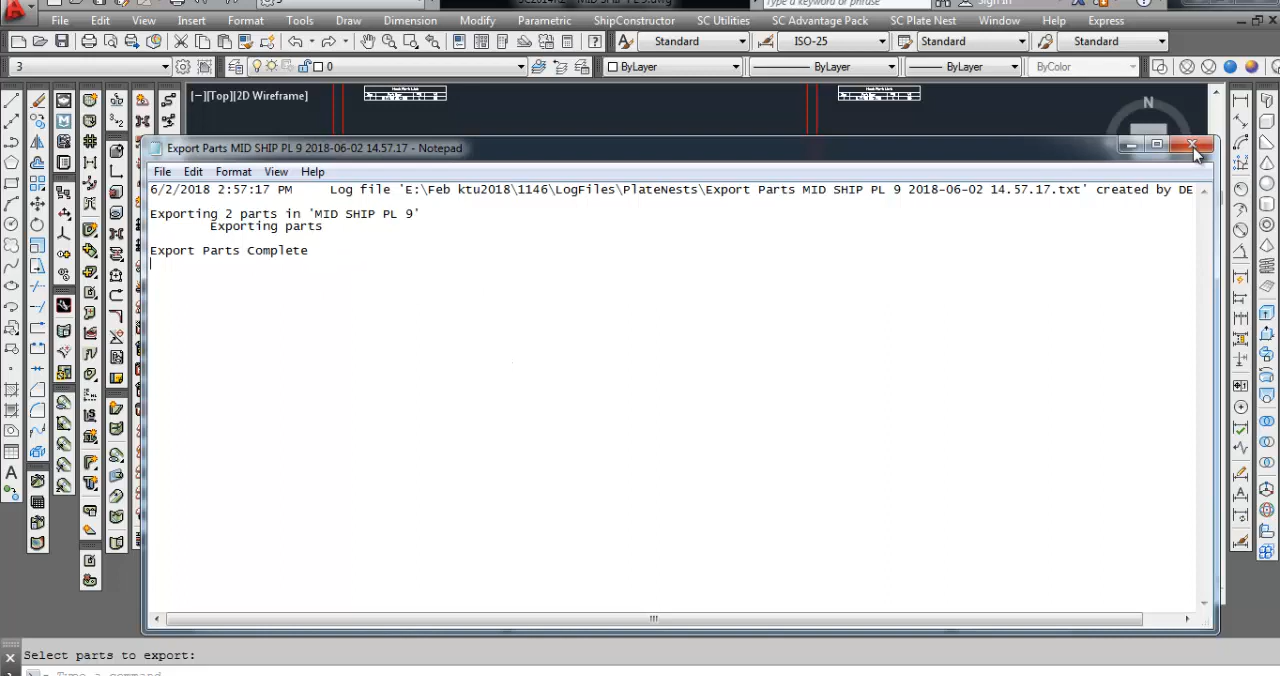 File Edit View Insert Format Tools Draw Dimension Modify Parametric ShipConstructor SC Utilities SC Advantage Pack SC Plate Nest Window Help Express
Standard ISO-25 Standard Standard
3 0 ByLayer ByLayer ByLayer ByColor
[−][Top][2D Wireframe]
N
Export Parts MID SHIP PL 9 2018-06-02 14.57.17 - Notepad
File Edit Format View Help
6/2/2018 2:57:17 PM Log file 'E:\Feb ktu2018\1146\LogFiles\PlateNests\Export Parts MID SHIP PL 9 2018-06-02 14.57.17.txt' created by DE
Exporting 2 parts in 'MID SHIP PL 9'
Exporting parts
Export Parts Complete
Select parts to export:
Type a command